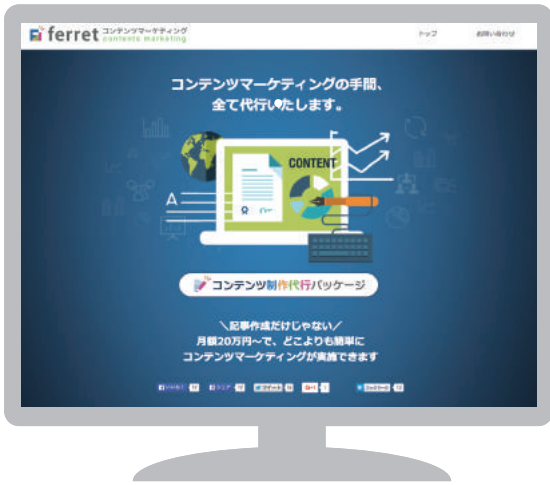 ferret コンテンツマーケティング
contents marketing
トップ
お問い合わせ
コンテンツマーケティングの手間、
全て代行いたします。
CONTENT
A
コンテンツ制作代行パッケージ
＼記事作成だけじゃない／
月額20万円～で、どこよりも簡単に
コンテンツマーケティングが実施できます